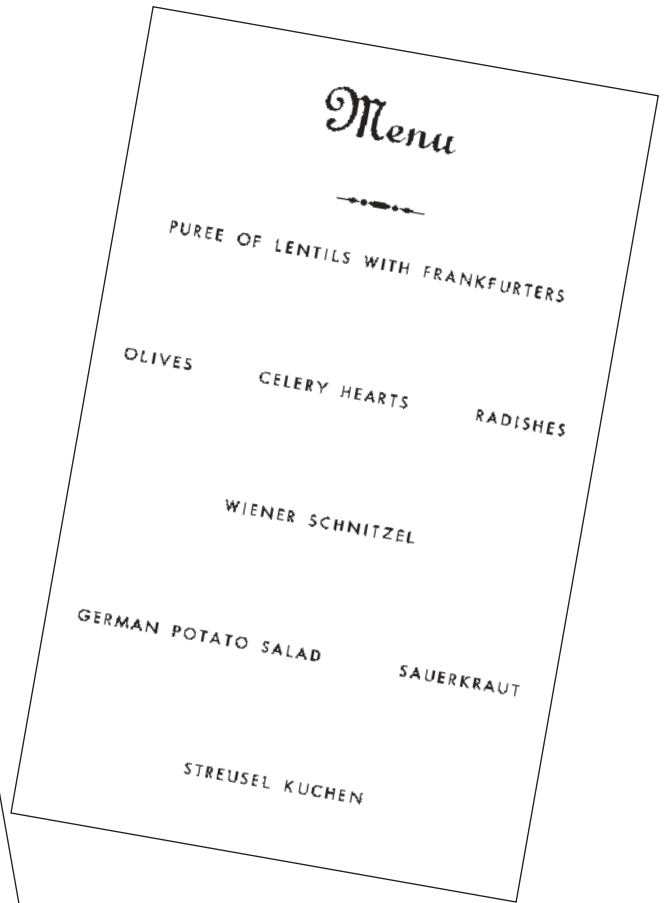 Menu
PUREE OF LENTILS WITH FRANKFURTERS
OLIVES CELERY HEARTS RADISHES
WIENER SCHNITZEL
GERMAN POTATO SALAD SAUERKRAUT
STREUSEL KUCHEN